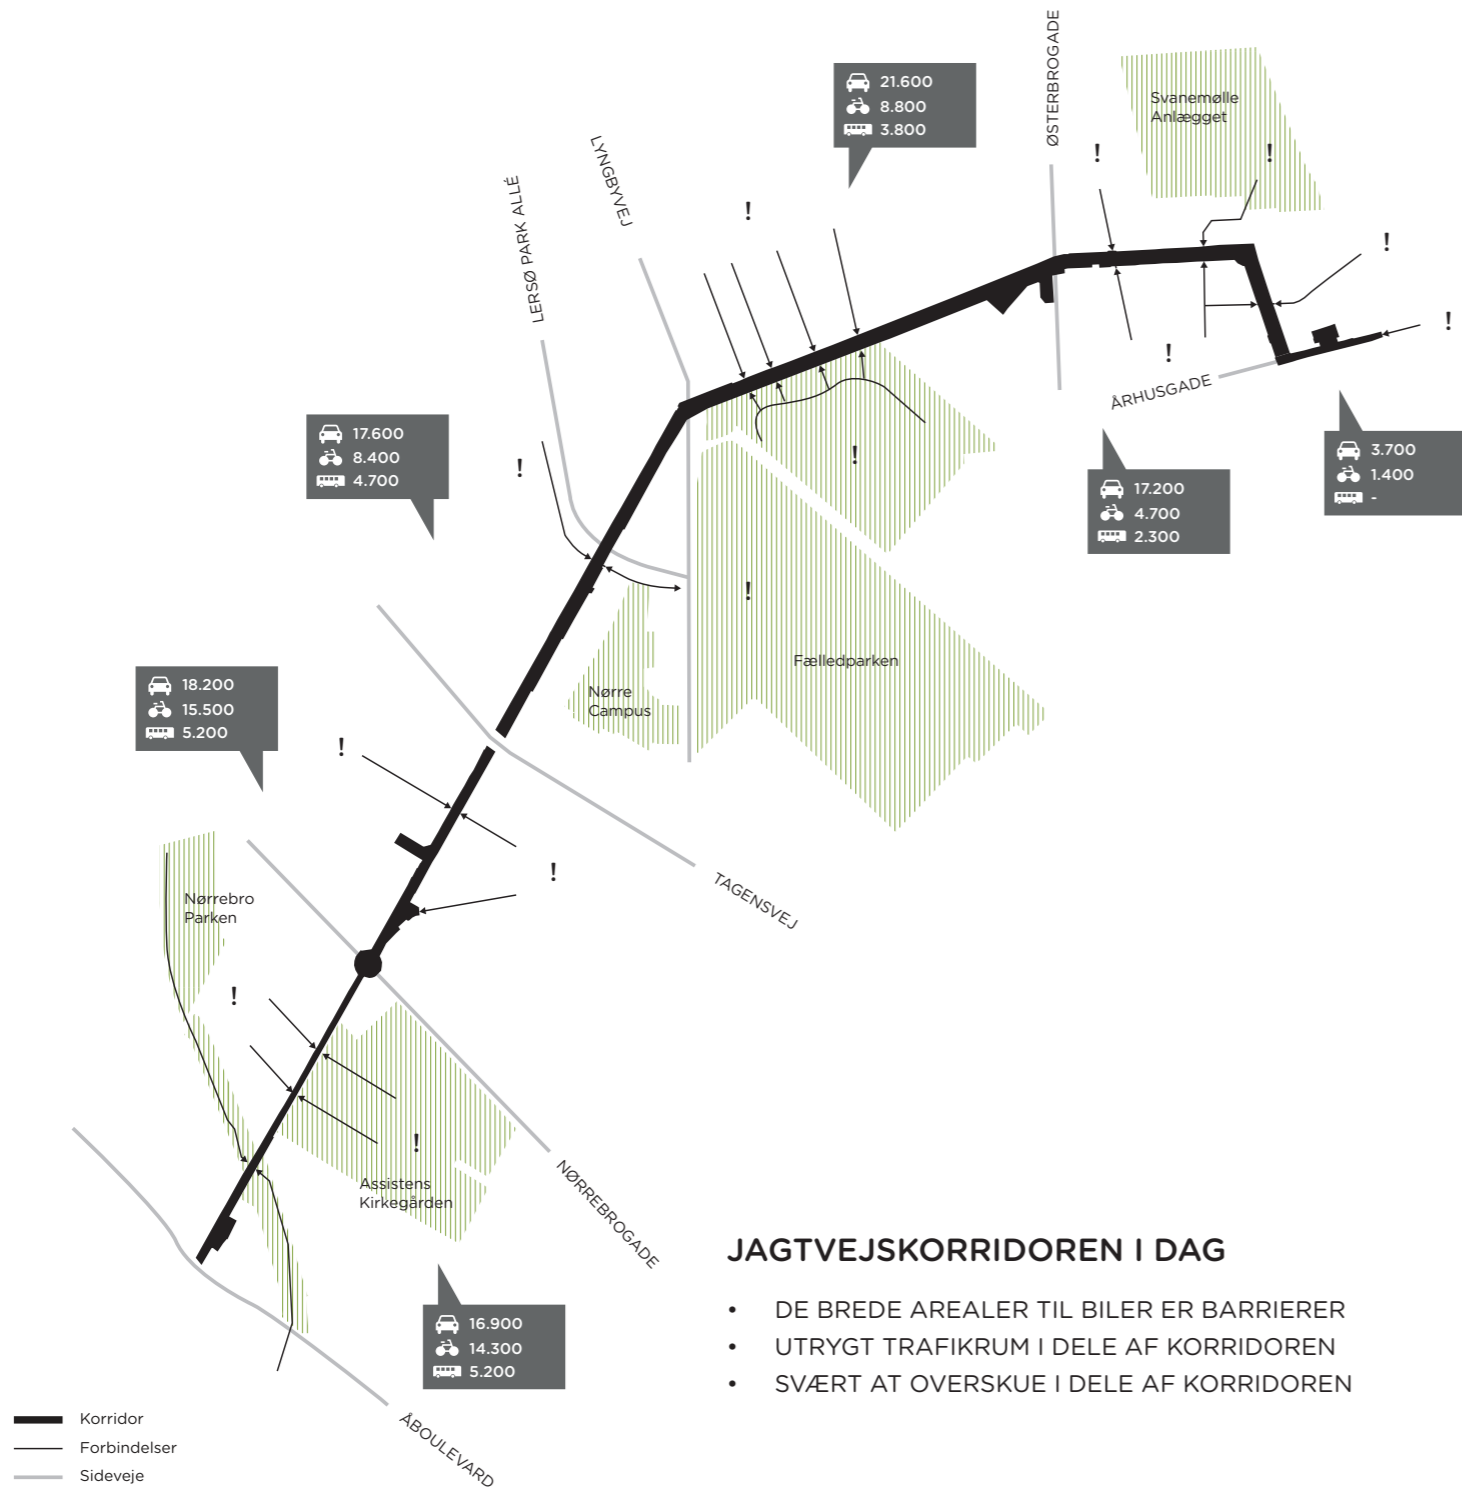 ØSTERBROGADE
Svanemølle
Anlægget
21.600
8.800
3.800
LYNGBYVEJ
LERSØ PARK ALLÉ
!
!
!
!
!
!
ÅRHUSGADE
17.600
8.400
4.700
!
!
3.700
1.400
-
17.200
4.700
2.300
!
Fælledparken
Nørre
Campus
18.200
15.500
5.200
!
!
TAGENSVEJ
Nørrebro
Parken
!
!
Assistens
Kirkegården
NØRREBROGADE
16.900
14.300
5.200
ÅBOULEVARD
JAGTVEJSKORRIDOREN I DAG
• DE BREDE AREALER TIL BILER ER BARRIERER
• UTRYGT TRAFIKRUM I DELE AF KORRIDOREN
• SVÆRT AT OVERSKUE I DELE AF KORRIDOREN
Korridor
Forbindelser
Sideveje